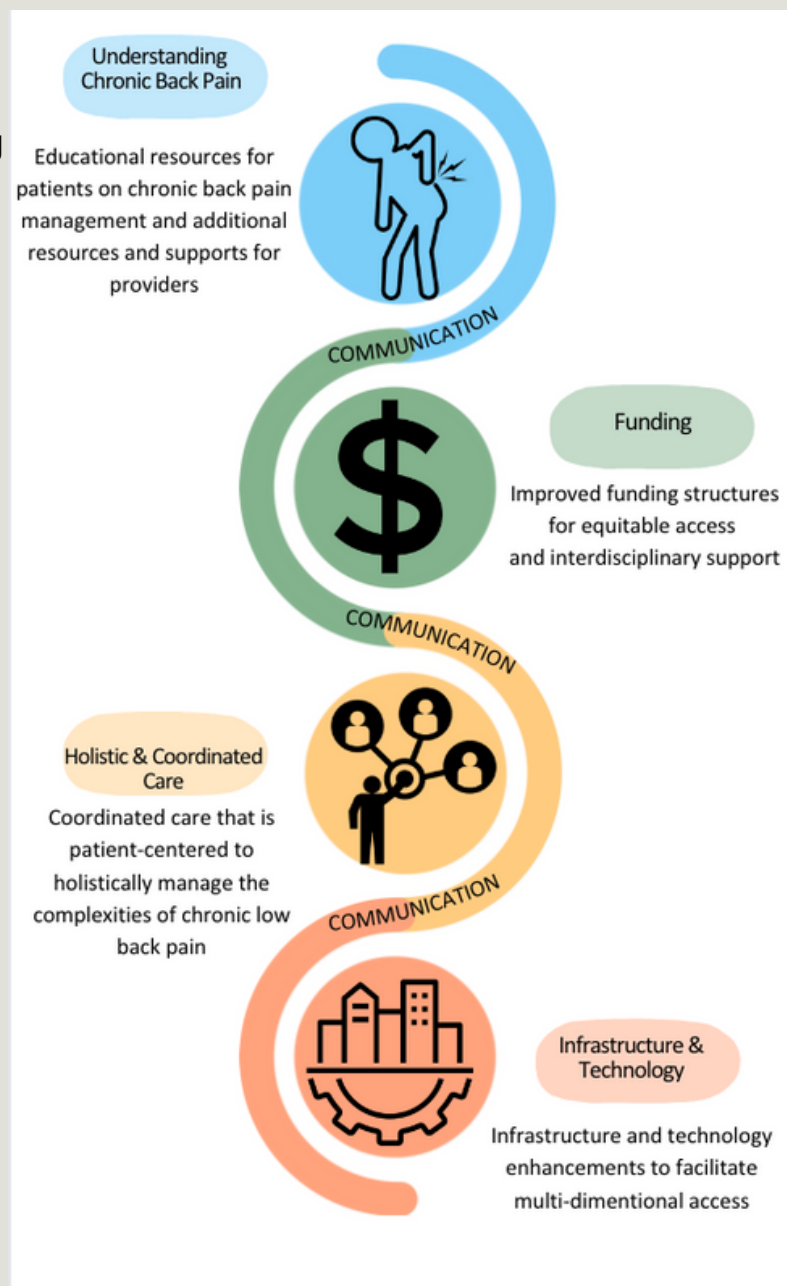 Understanding
Chronic Back Pain
Educational resources for
patients on chronic back pain
management and additional
resources and supports for
providers
COMMUNICATION
$
Funding
Improved funding structures
for equitable access
and interdisciplinary support
COMMUNICATION
Holistic & Coordinated
Care
Coordinated care that is
patient-centered to
holistically manage the
complexities of chronic low
back pain
COMMUNICATION
Infrastructure &
Technology
Infrastructure and technology
enhancements to facilitate
multi-dimentional access